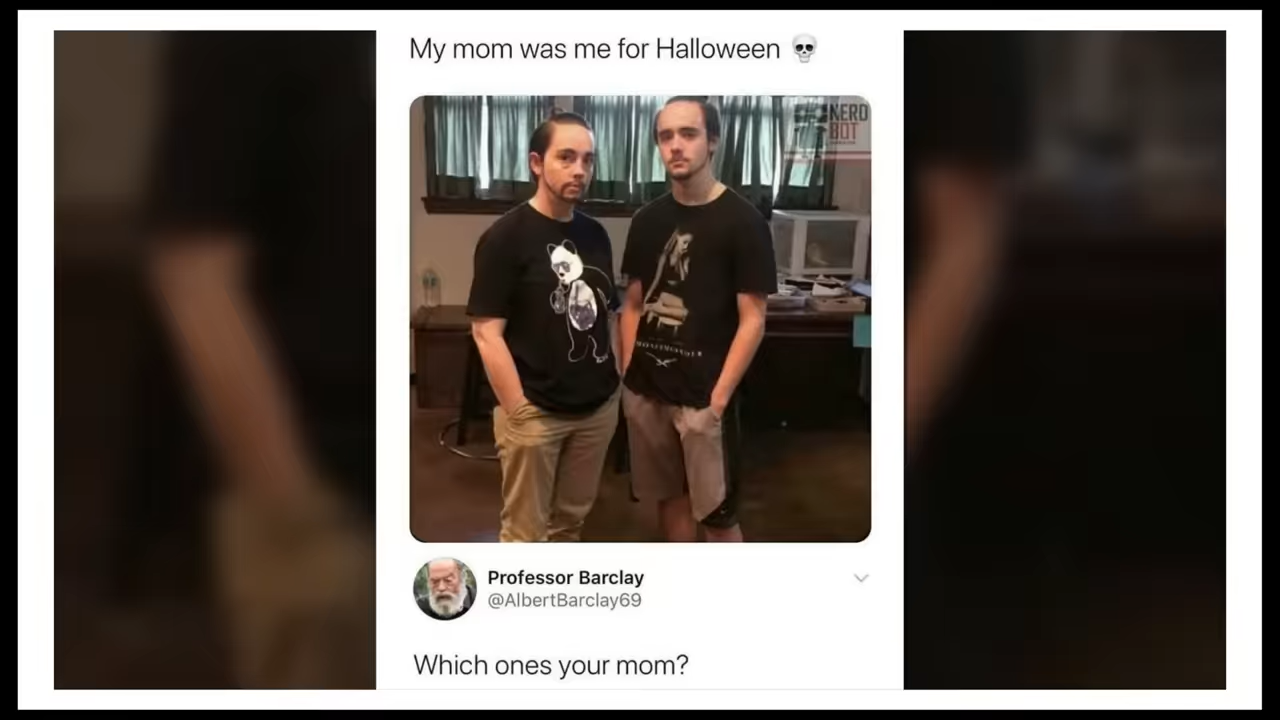 My mom was me for Halloween 💀
NERD
BOT
Professor Barclay
@AlbertBarclay69
Which ones your mom?